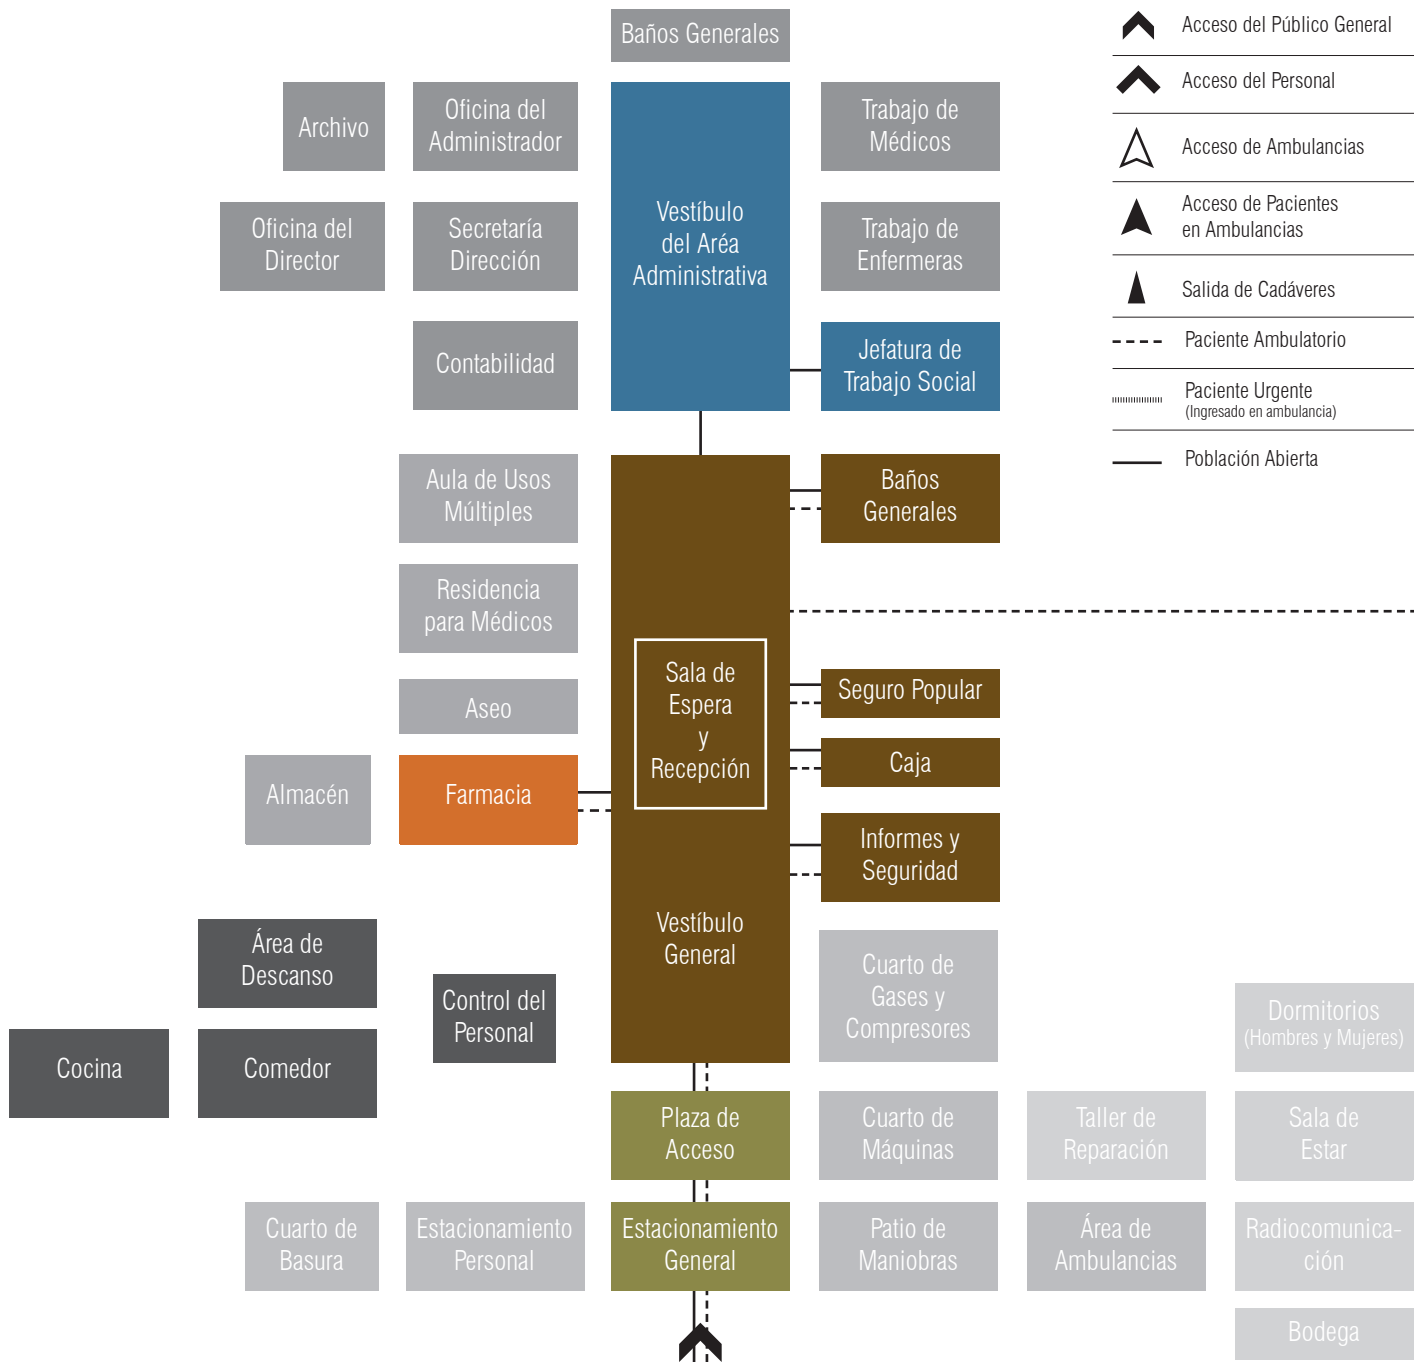 Baños Generales
Archivo
Oficina del
Administrador
Oficina del
Director
Secretaría
Dirección
Contabilidad
Vestíbulo
del Aréa
Administrativa
Trabajo de
Médicos
Trabajo de
Enfermeras
Jefatura de
Trabajo Social
Acceso del Público General
Acceso del Personal
Acceso de Ambulancias
Acceso de Pacientes
en Ambulancias
Salida de Cadáveres
Paciente Ambulatorio
Paciente Urgente
(Ingresado en ambulancia)
Población Abierta
Aula de Usos
Múltiples
Residencia
para Médicos
Aseo
Almacén
Farmacia
Sala de
Espera
y
Recepción
Vestíbulo
General
Baños
Generales
Seguro Popular
Caja
Informes y
Seguridad
Área de
Descanso
Control del
Personal
Cocina
Comedor
Cuarto de
Gases y
Compresores
Dormitorios
(Hombres y Mujeres)
Plaza de
Acceso
Cuarto de
Máquinas
Taller de
Reparación
Sala de
Estar
Cuarto de
Basura
Estacionamiento
Personal
Estacionamiento
General
Patio de
Maniobras
Área de
Ambulancias
Radiocomunica-
ción
Bodega